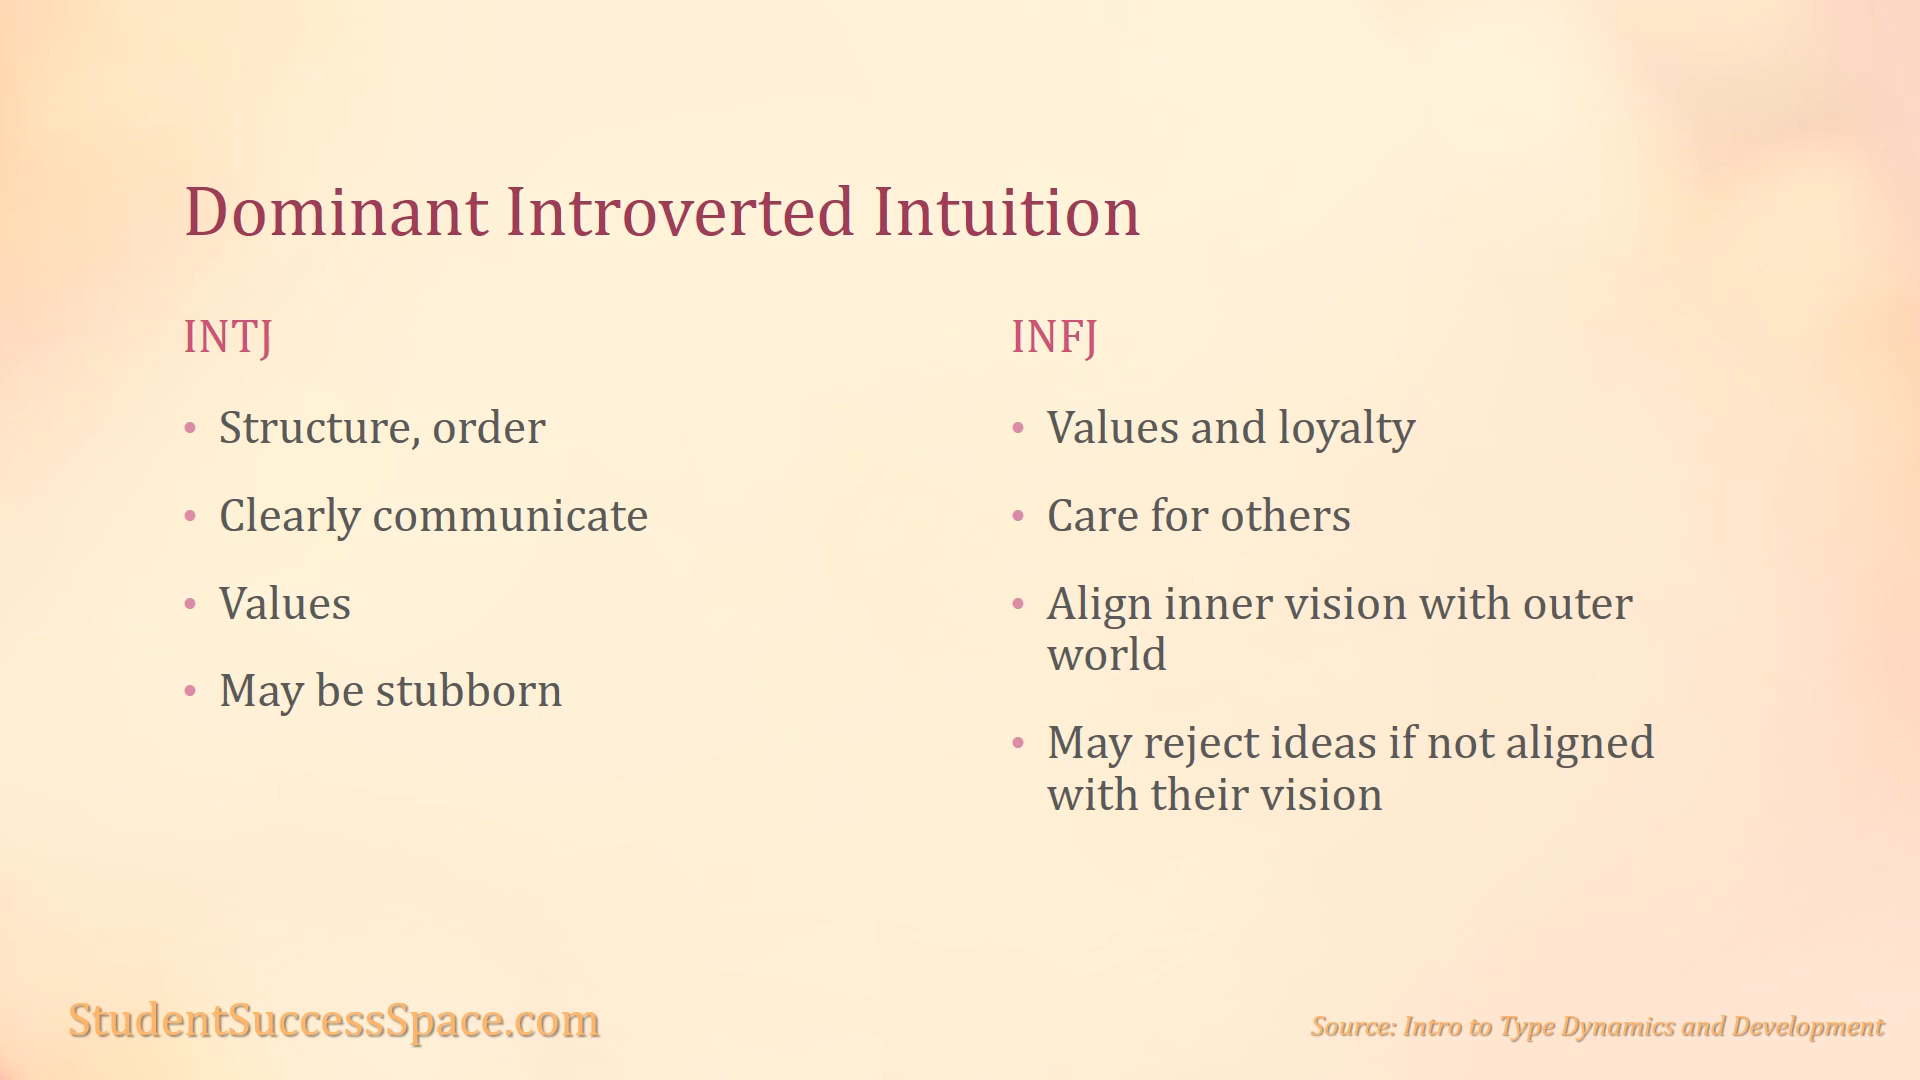 Dominant Introverted Intuition
INTJ
• Structure, order
• Clearly communicate
• Values
• May be stubborn
INFJ
• Values and loyalty
• Care for others
• Align inner vision with outer
world
• May reject ideas if not aligned
with their vision
StudentSuccessSpace.com
Source: Intro to Type Dynamics and Development